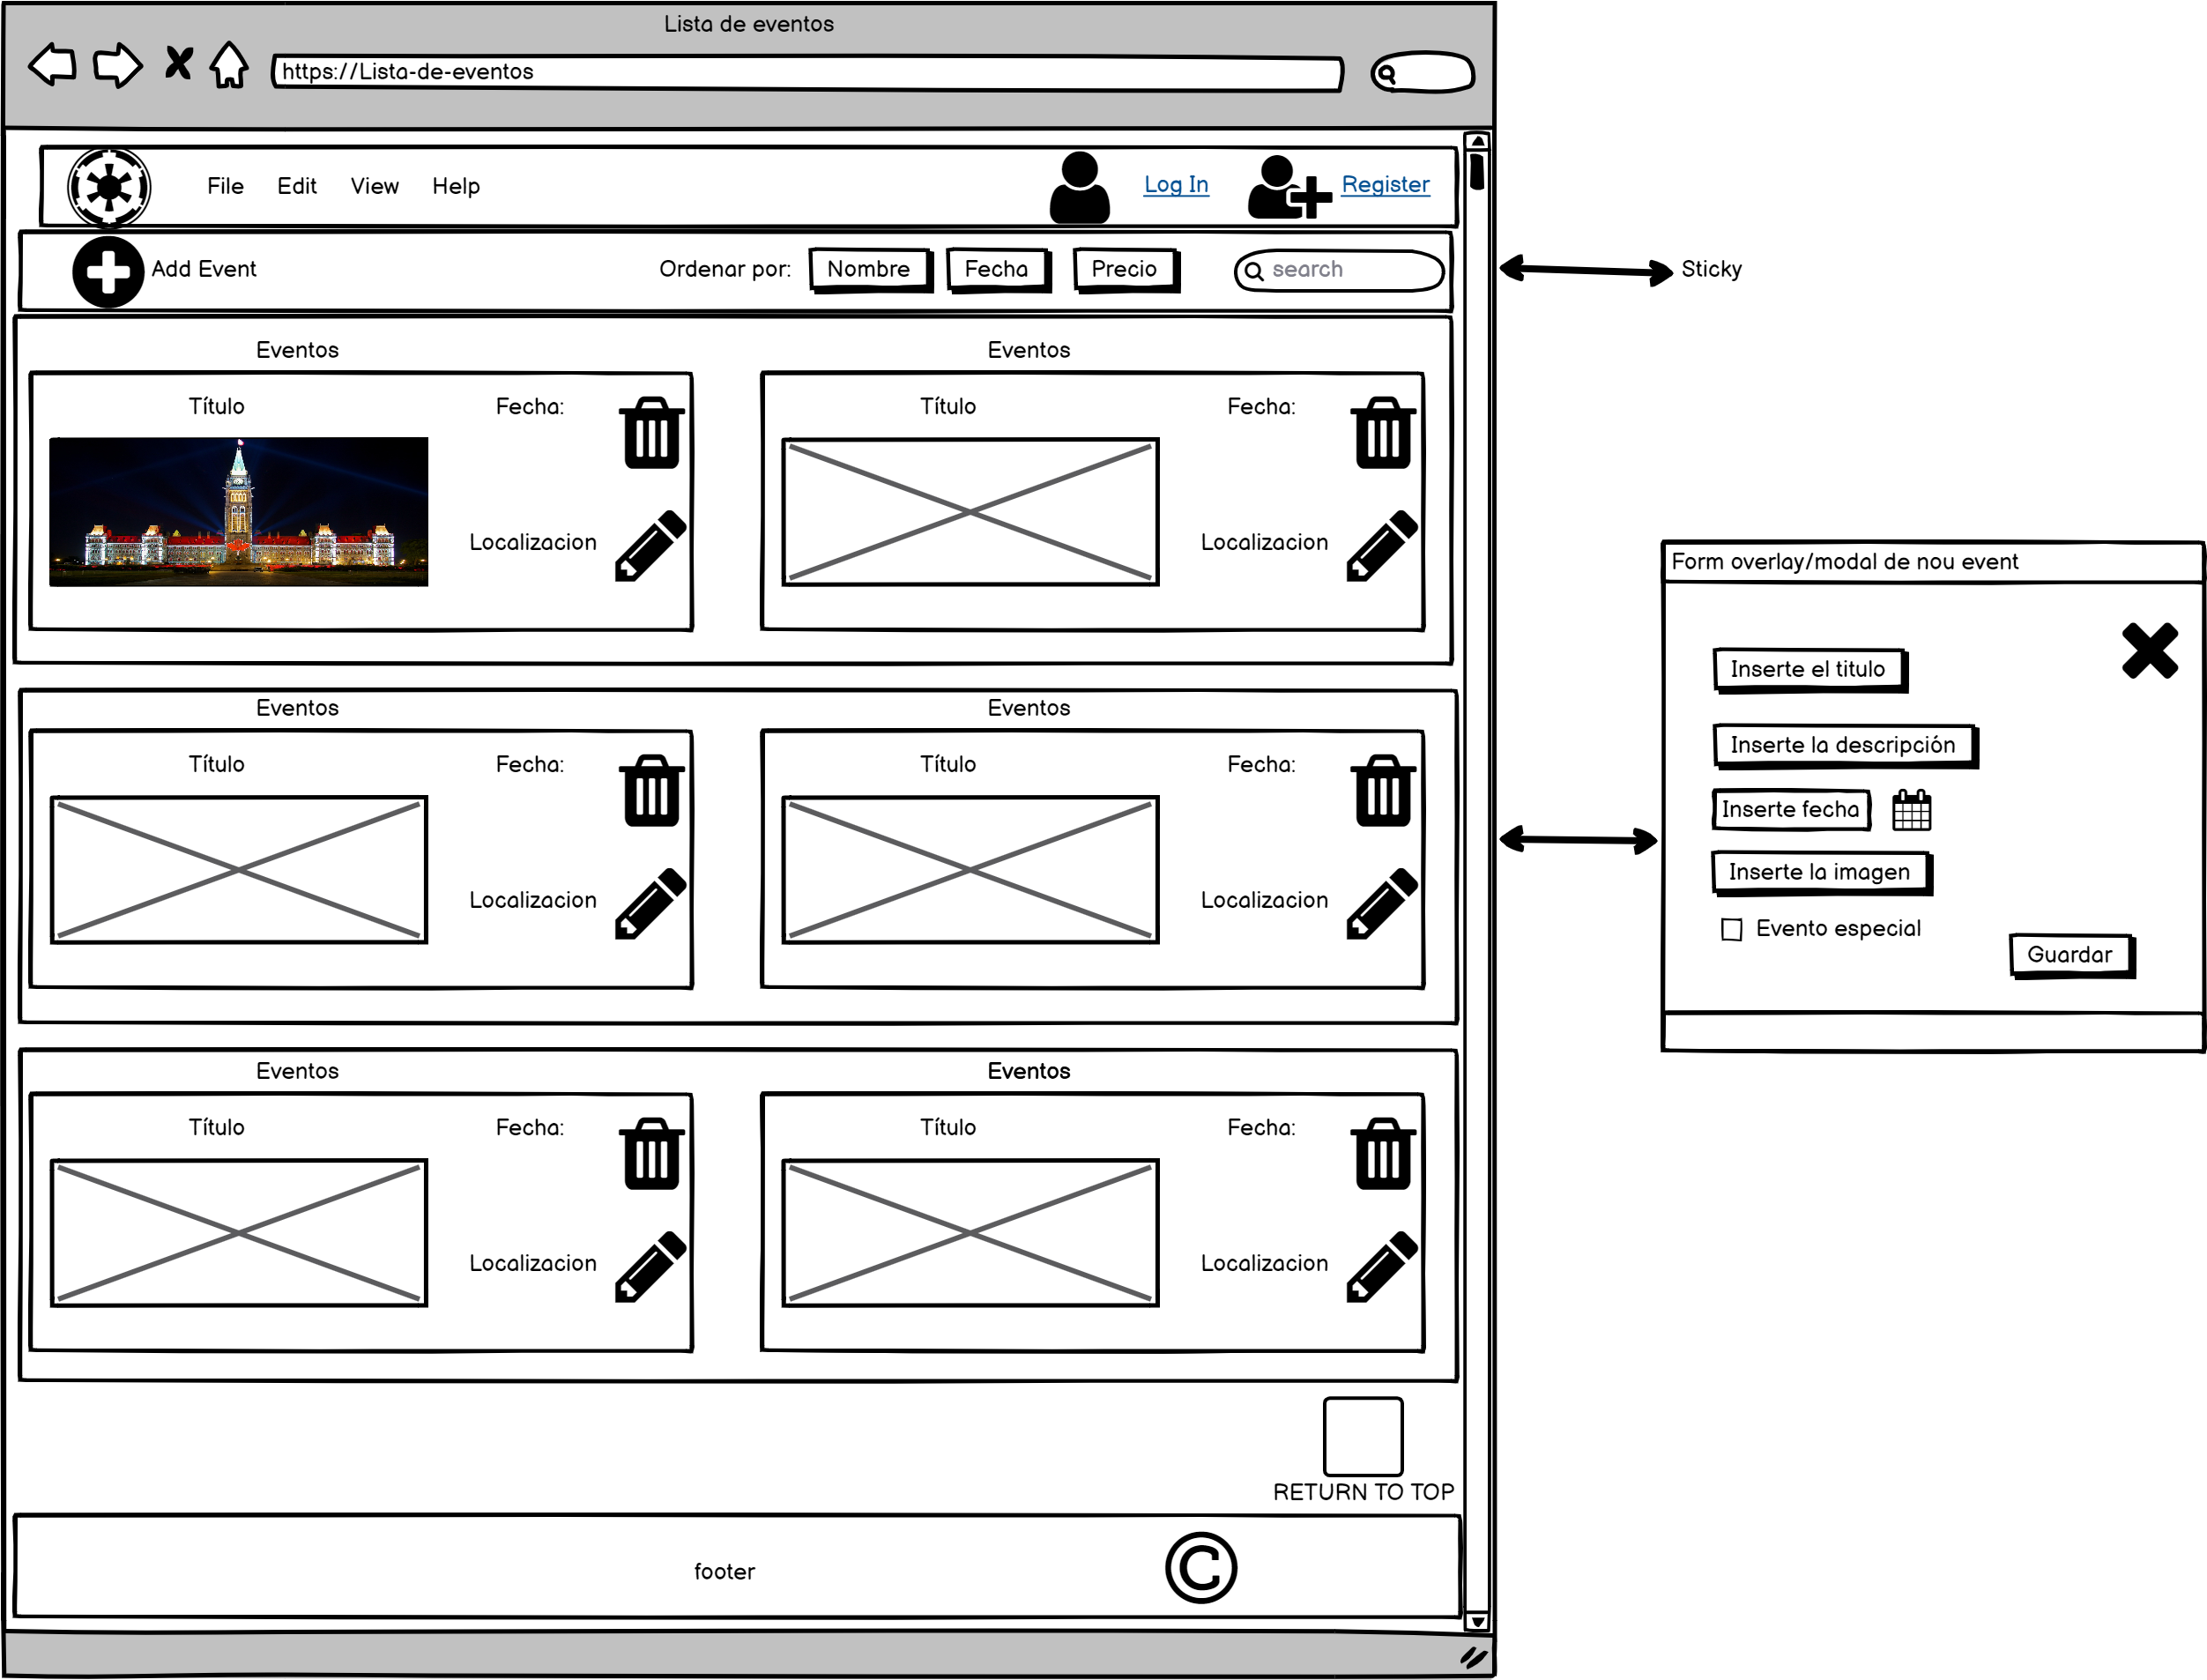 Lista de eventos
https://Lista-de-eventos
File Edit View Help Log In Register
Add Event Ordenar por: Nombre Fecha Precio search
Sticky
Eventos Eventos
Título Fecha: Título Fecha:
Localizacion Localizacion
Form overlay/modal de nou event
Inserte el titulo
Inserte la descripción
Inserte fecha
Inserte la imagen
Evento especial
Guardar
Eventos Eventos
Título Fecha: Título Fecha:
Localizacion Localizacion
Eventos Eventos
Título Fecha: Título Fecha:
Localizacion Localizacion
RETURN TO TOP
footer ©